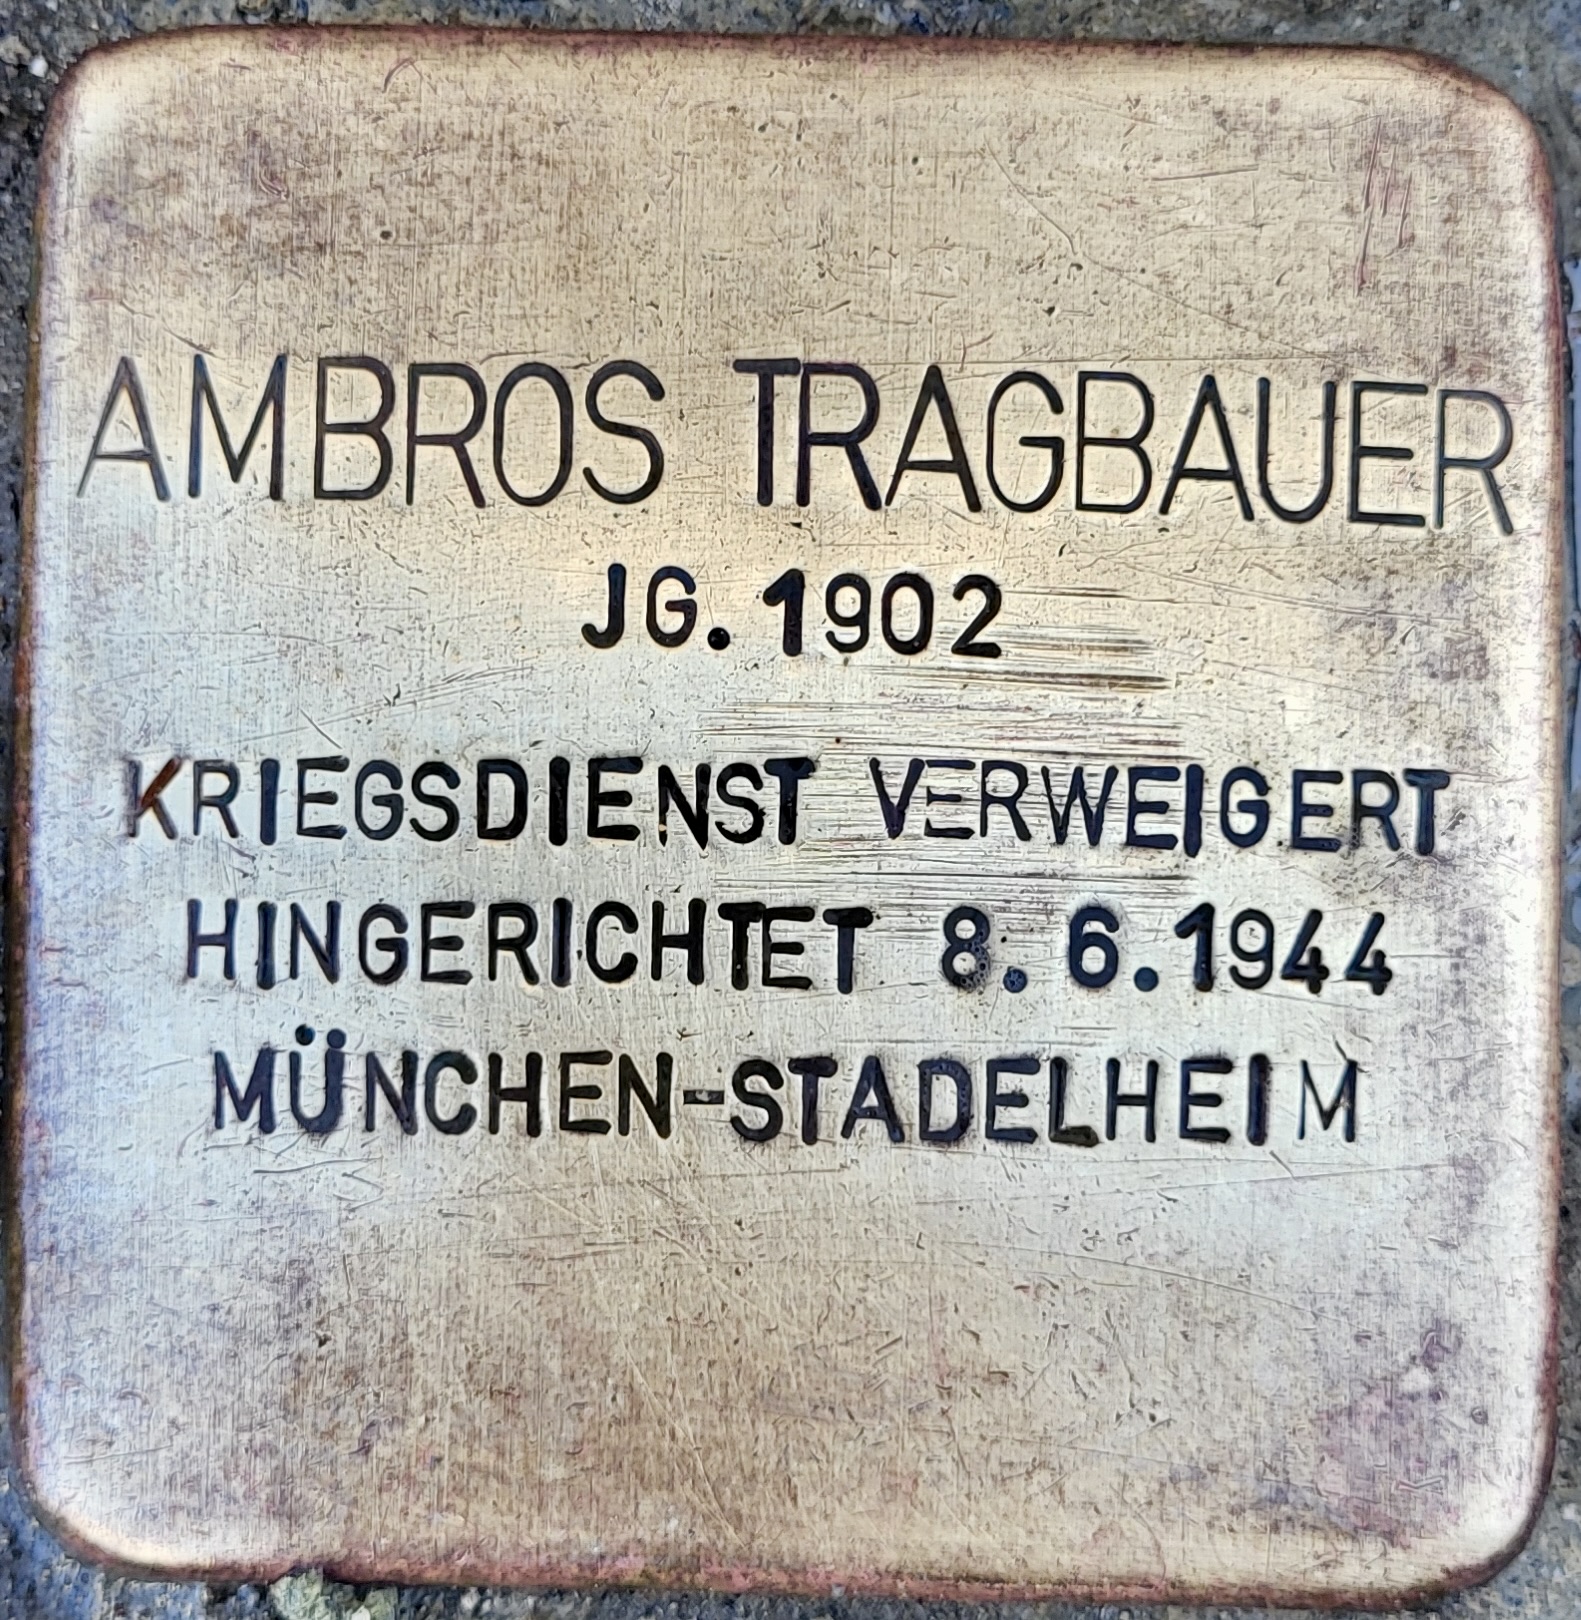 AMBROS TRAGBAUER
JG. 1902
KRIEGSDIENST VERWEIGERT
HINGERICHTET 8.6.1944
MÜNCHEN-STADELHEIM